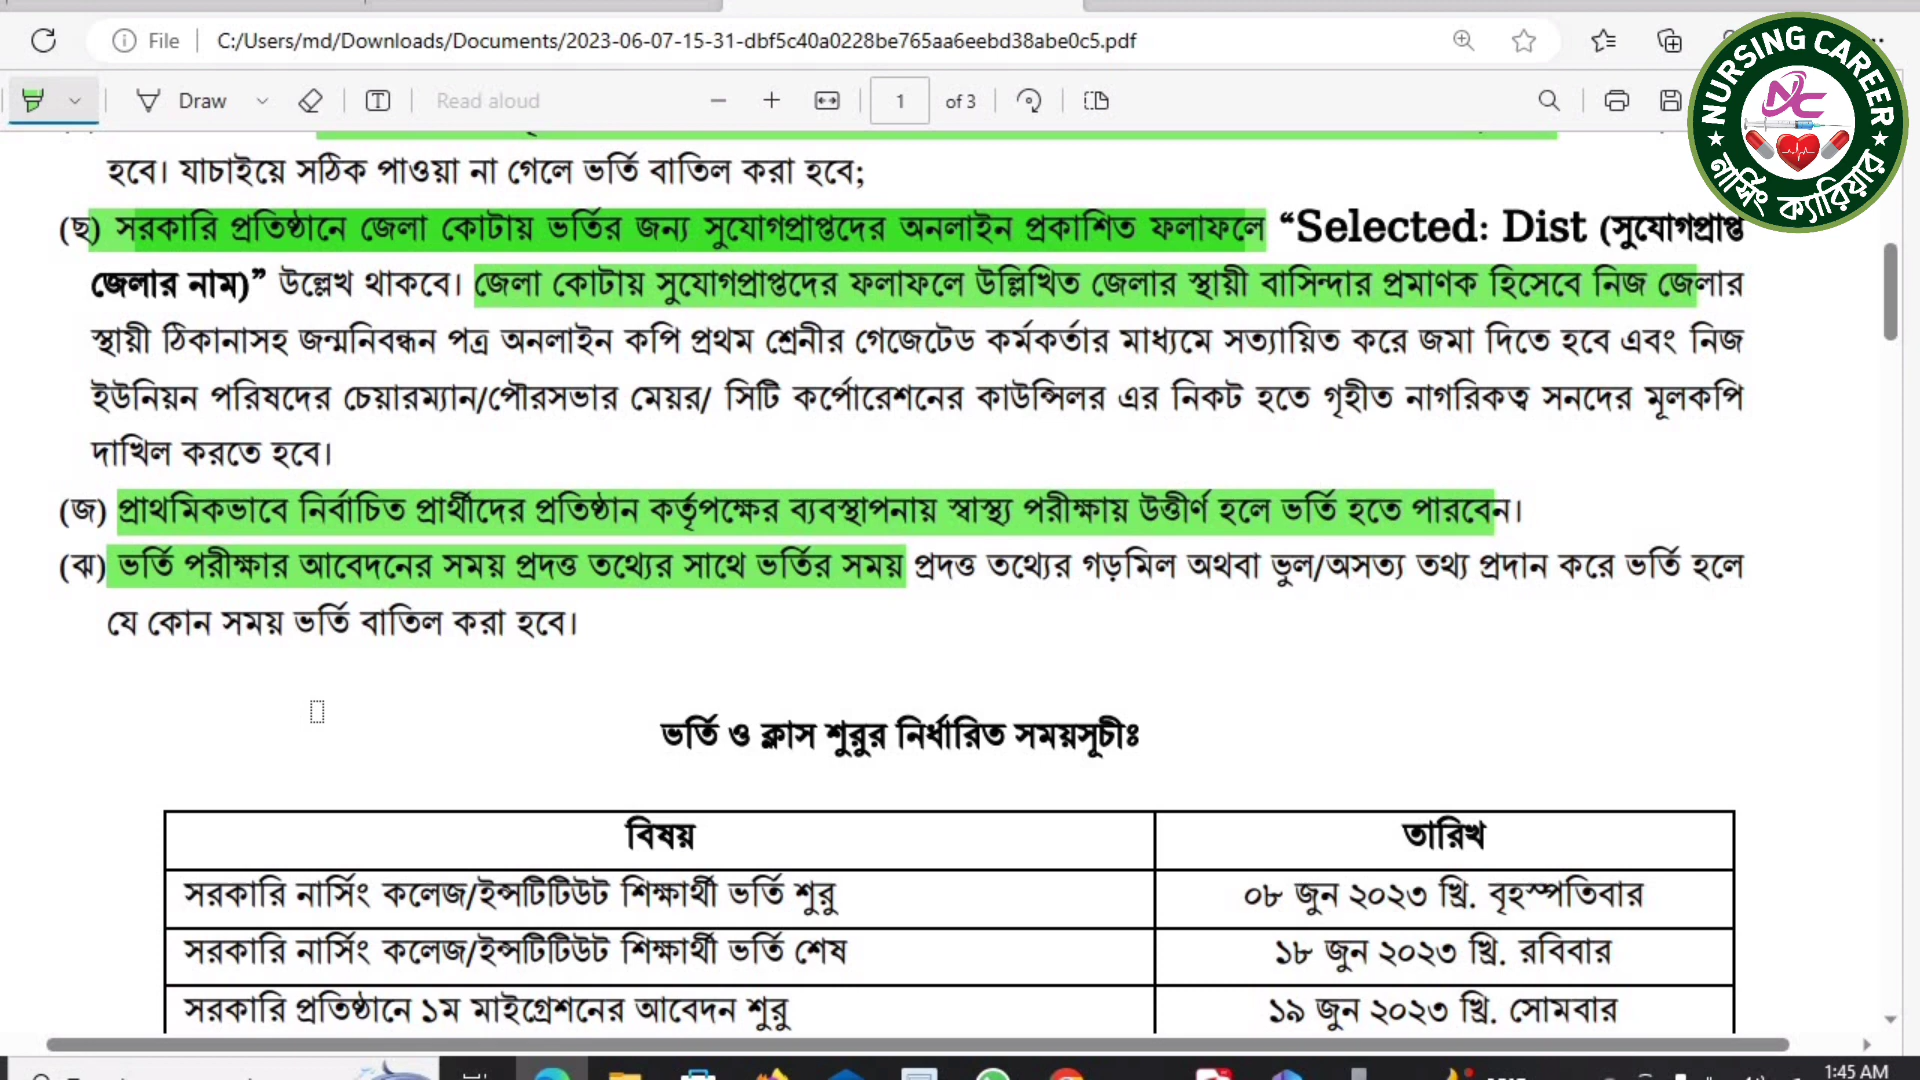 File
C:/Users/md/Downloads/Documents/2023-06-07-15-31-dbf5c40a0228be765aa6eebd38abe0c5.pdf
Draw
Read aloud
1 of 3
NURSING CAREER
NC
নার্সিং ক্যারিয়ার
হবে। যাচাইয়ে সঠিক পাওয়া না গেলে ভর্তি বাতিল করা হবে;
(ছ) সরকারি প্রতিষ্ঠানে জেলা কোটায় ভর্তির জন্য সুযোগপ্রাপ্তদের অনলাইন প্রকাশিত ফলাফলে “Selected: Dist (সুযোগপ্রাপ্ত
জেলার নাম)” উল্লেখ থাকবে। জেলা কোটায় সুযোগপ্রাপ্তদের ফলাফলে উল্লিখিত জেলার স্থায়ী বাসিন্দার প্রমাণক হিসেবে নিজ জেলার
স্থায়ী ঠিকানাসহ জন্মনিবন্ধন পত্র অনলাইন কপি প্রথম শ্রেনীর গেজেটেড কর্মকর্তার মাধ্যমে সত্যায়িত করে জমা দিতে হবে এবং নিজ
ইউনিয়ন পরিষদের চেয়ারম্যান/পৌরসভার মেয়র/ সিটি কর্পোরেশনের কাউন্সিলর এর নিকট হতে গৃহীত নাগরিকত্ব সনদের মূলকপি
দাখিল করতে হবে।
(জ) প্রাথমিকভাবে নির্বাচিত প্রার্থীদের প্রতিষ্ঠান কর্তৃপক্ষের ব্যবস্থাপনায় স্বাস্থ্য পরীক্ষায় উত্তীর্ণ হলে ভর্তি হতে পারবেন।
(ঝ) ভর্তি পরীক্ষার আবেদনের সময় প্রদত্ত তথ্যের সাথে ভর্তির সময় প্রদত্ত তথ্যের গড়মিল অথবা ভুল/অসত্য তথ্য প্রদান করে ভর্তি হলে
যে কোন সময় ভর্তি বাতিল করা হবে।
ভর্তি ও ক্লাস শুরুর নির্ধারিত সময়সূচীঃ
বিষয় তারিখ
সরকারি নার্সিং কলেজ/ইন্সটিটিউট শিক্ষার্থী ভর্তি শুরু ০৮ জুন ২০২৩ খ্রি. বৃহস্পতিবার
সরকারি নার্সিং কলেজ/ইন্সটিটিউট শিক্ষার্থী ভর্তি শেষ ১৮ জুন ২০২৩ খ্রি. রবিবার
সরকারি প্রতিষ্ঠানে ১ম মাইগ্রেশনের আবেদন শুরু ১৯ জুন ২০২৩ খ্রি. সোমবার
1:45 AM